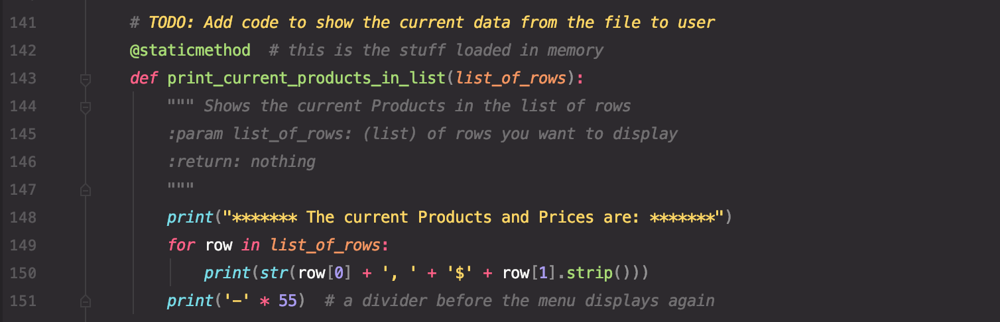 141 # TODO: Add code to show the current data from the file to user
142 @staticmethod  # this is the stuff loaded in memory
143 def print_current_products_in_list(list_of_rows):
144     """ Shows the current Products in the list of rows
145     :param list_of_rows: (list) of rows you want to display
146     :return: nothing
147     """
148     print("******* The current Products and Prices are: *******")
149     for row in list_of_rows:
150         print(str(row[0] + ', ' + '$' + row[1].strip()))
151     print('-' * 55)  # a divider before the menu displays again